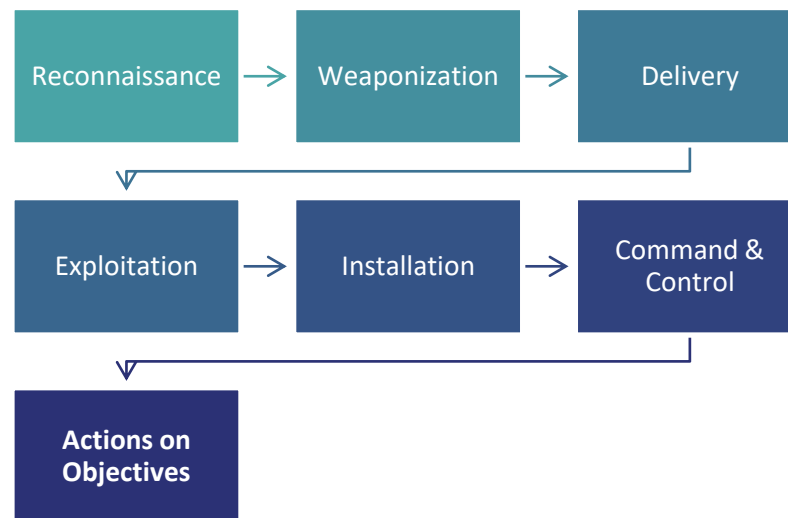 Reconnaissance
Weaponization
Delivery
Exploitation
Installation
Command &
Control
Actions on
Objectives